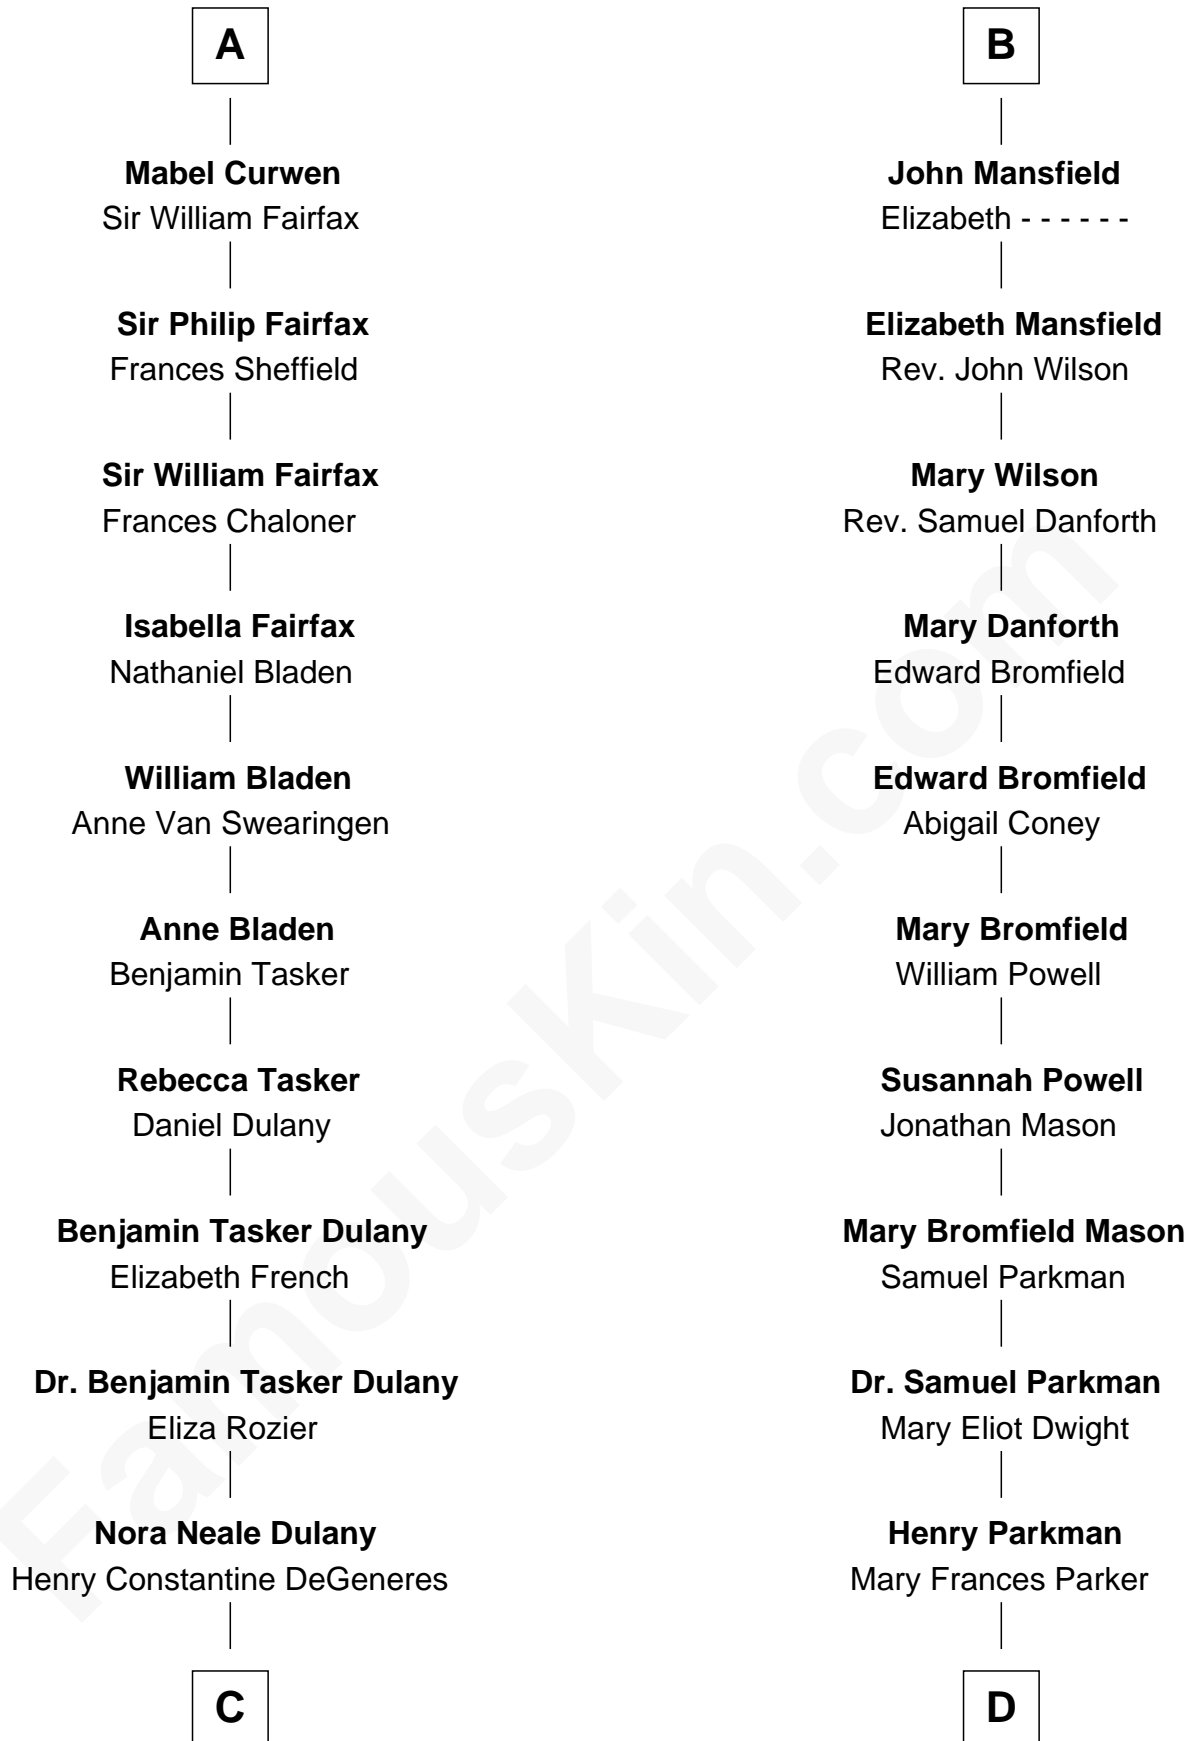 A
Mabel Curwen
Sir William Fairfax
Sir Philip Fairfax
Frances Sheffield
Sir William Fairfax
Frances Chaloner
Isabella Fairfax
Nathaniel Bladen
William Bladen
Anne Van Swearingen
Anne Bladen
Benjamin Tasker
Rebecca Tasker
Daniel Dulany
Benjamin Tasker Dulany
Elizabeth French
Dr. Benjamin Tasker Dulany
Eliza Rozier
Nora Neale Dulany
Henry Constantine DeGeneres
C
B
John Mansfield
Elizabeth - - - - - -
Elizabeth Mansfield
Rev. John Wilson
Mary Wilson
Rev. Samuel Danforth
Mary Danforth
Edward Bromfield
Edward Bromfield
Abigail Coney
Mary Bromfield
William Powell
Susannah Powell
Jonathan Mason
Mary Bromfield Mason
Samuel Parkman
Dr. Samuel Parkman
Mary Eliot Dwight
Henry Parkman
Mary Frances Parker
D
FamousKin.com